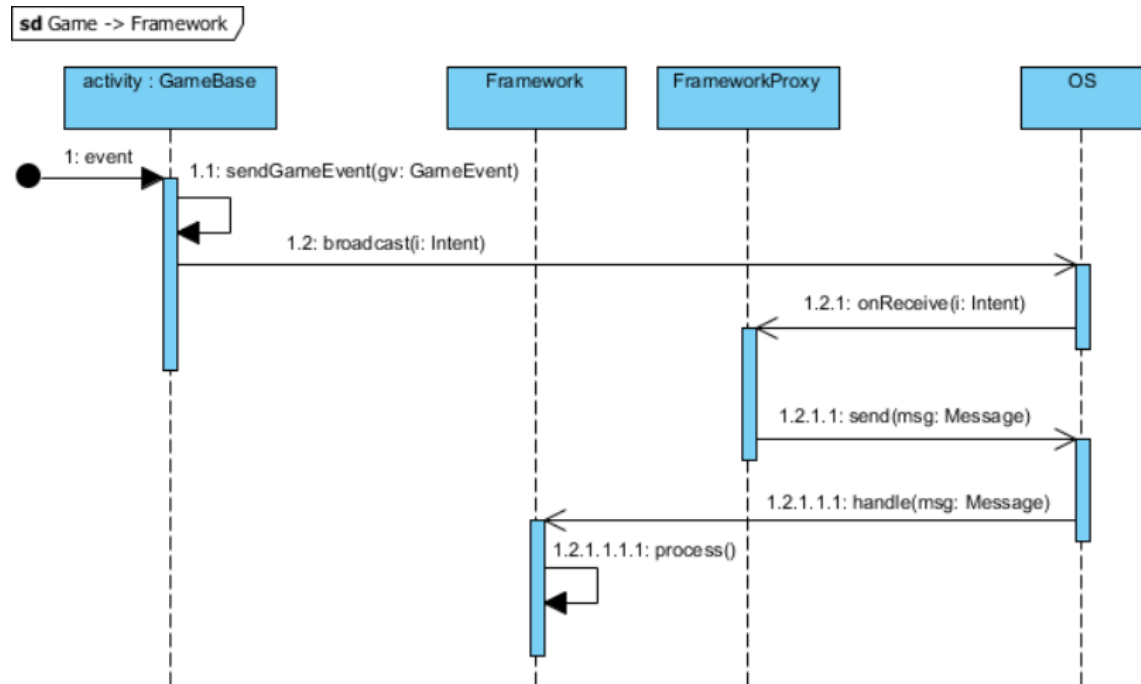 sd Game -> Framework
activity : GameBase
Framework
FrameworkProxy
OS
1: event
1.1: sendGameEvent(gv: GameEvent)
1.2: broadcast(i: Intent)
1.2.1: onReceive(i: Intent)
1.2.1.1: send(msg: Message)
1.2.1.1.1: handle(msg: Message)
1.2.1.1.1.1: process()